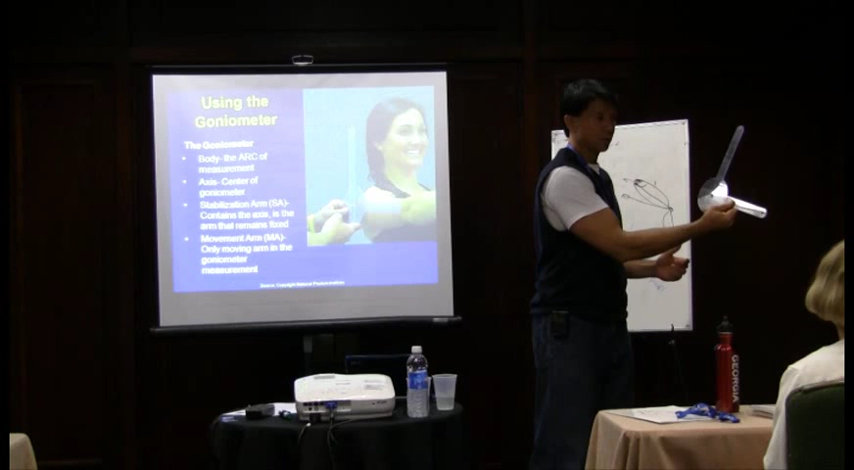 Using the
Goniometer
The Goniometer
• Body- the ARC of
measurement
• Axis- Center of
goniometer
• Stabilization Arm (SA)-
Contains the axis, is the
arm that remains fixed
• Movement Arm (MA)-
Only moving arm in the
goniometer
measurement
GEORGIA